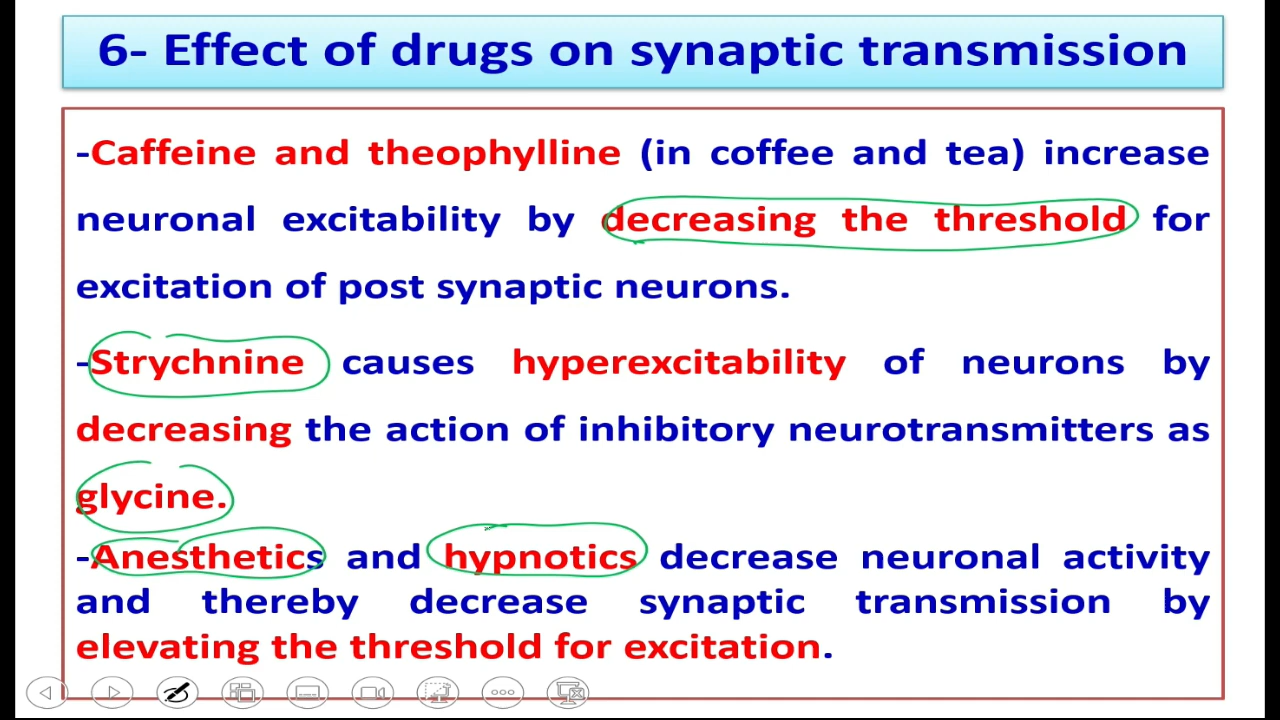 6- Effect of drugs on synaptic transmission
-Caffeine and theophylline (in coffee and tea) increase
neuronal excitability by decreasing the threshold for
excitation of post synaptic neurons.
-Strychnine causes hyperexcitability of neurons by
decreasing the action of inhibitory neurotransmitters as
glycine.
-Anesthetics and hypnotics decrease neuronal activity
and thereby decrease synaptic transmission by
elevating the threshold for excitation.